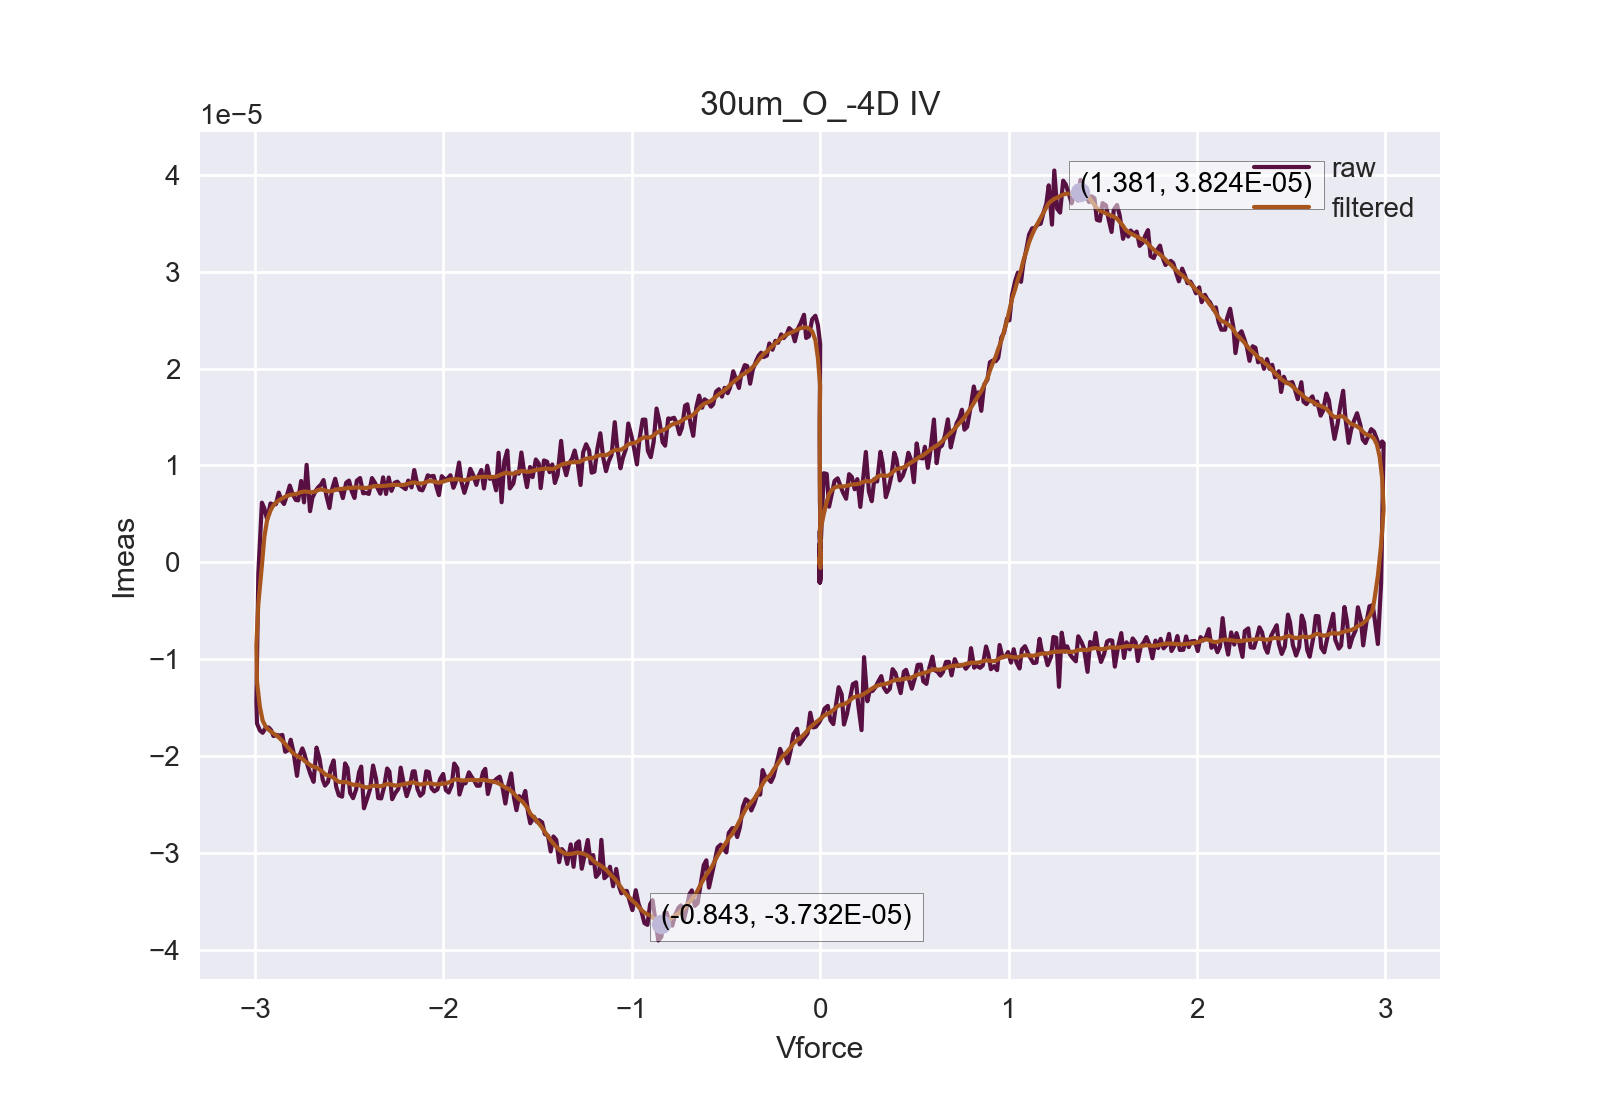 30um_O_-4D IV
1e−5
raw
filtered
(1.381, 3.824E-05)
(-0.843, -3.732E-05)
4
3
2
1
0
−1
−2
−3
−4
Imeas
−3 −2 −1 0 1 2 3
Vforce